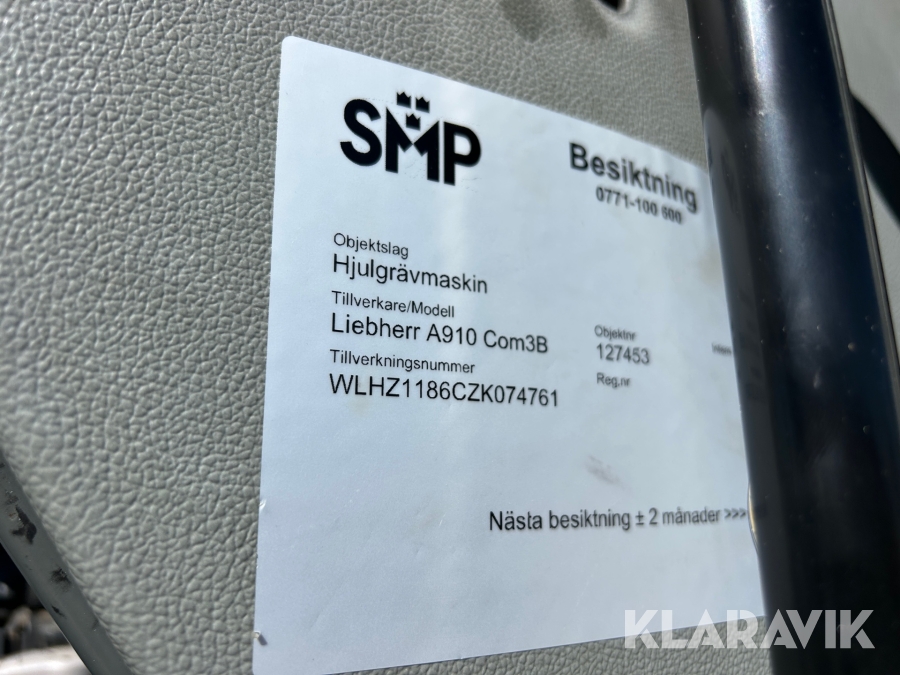 SMP
Besiktning
0771-100 600
Objektslag
Hjulgrävmaskin
Tillverkare/Modell
Liebherr A910 Com3B
Objektnr
127453
Tillverkningsnummer
WLHZ1186CZK074761
Reg.nr
Nästa besiktning ± 2 månader >>>
KLARAVIK